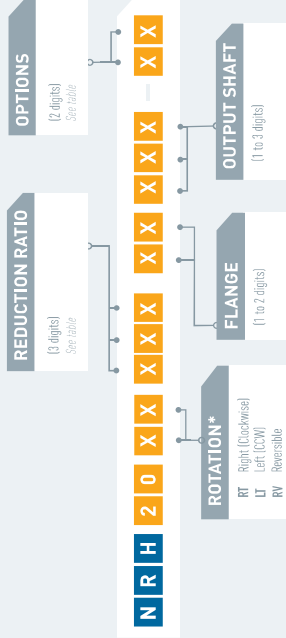 REDUCTION RATIO
(3 digits)
See table
OPTIONS
(2 digits)
See table
N R H 2 0 X X X X X X X X X X - X X
ROTATION*
RT Right (Clockwise)
LT Left (CCW)
RV Reversible
FLANGE
(1 to 2 digits)
OUTPUT SHAFT
(1 to 3 digits)